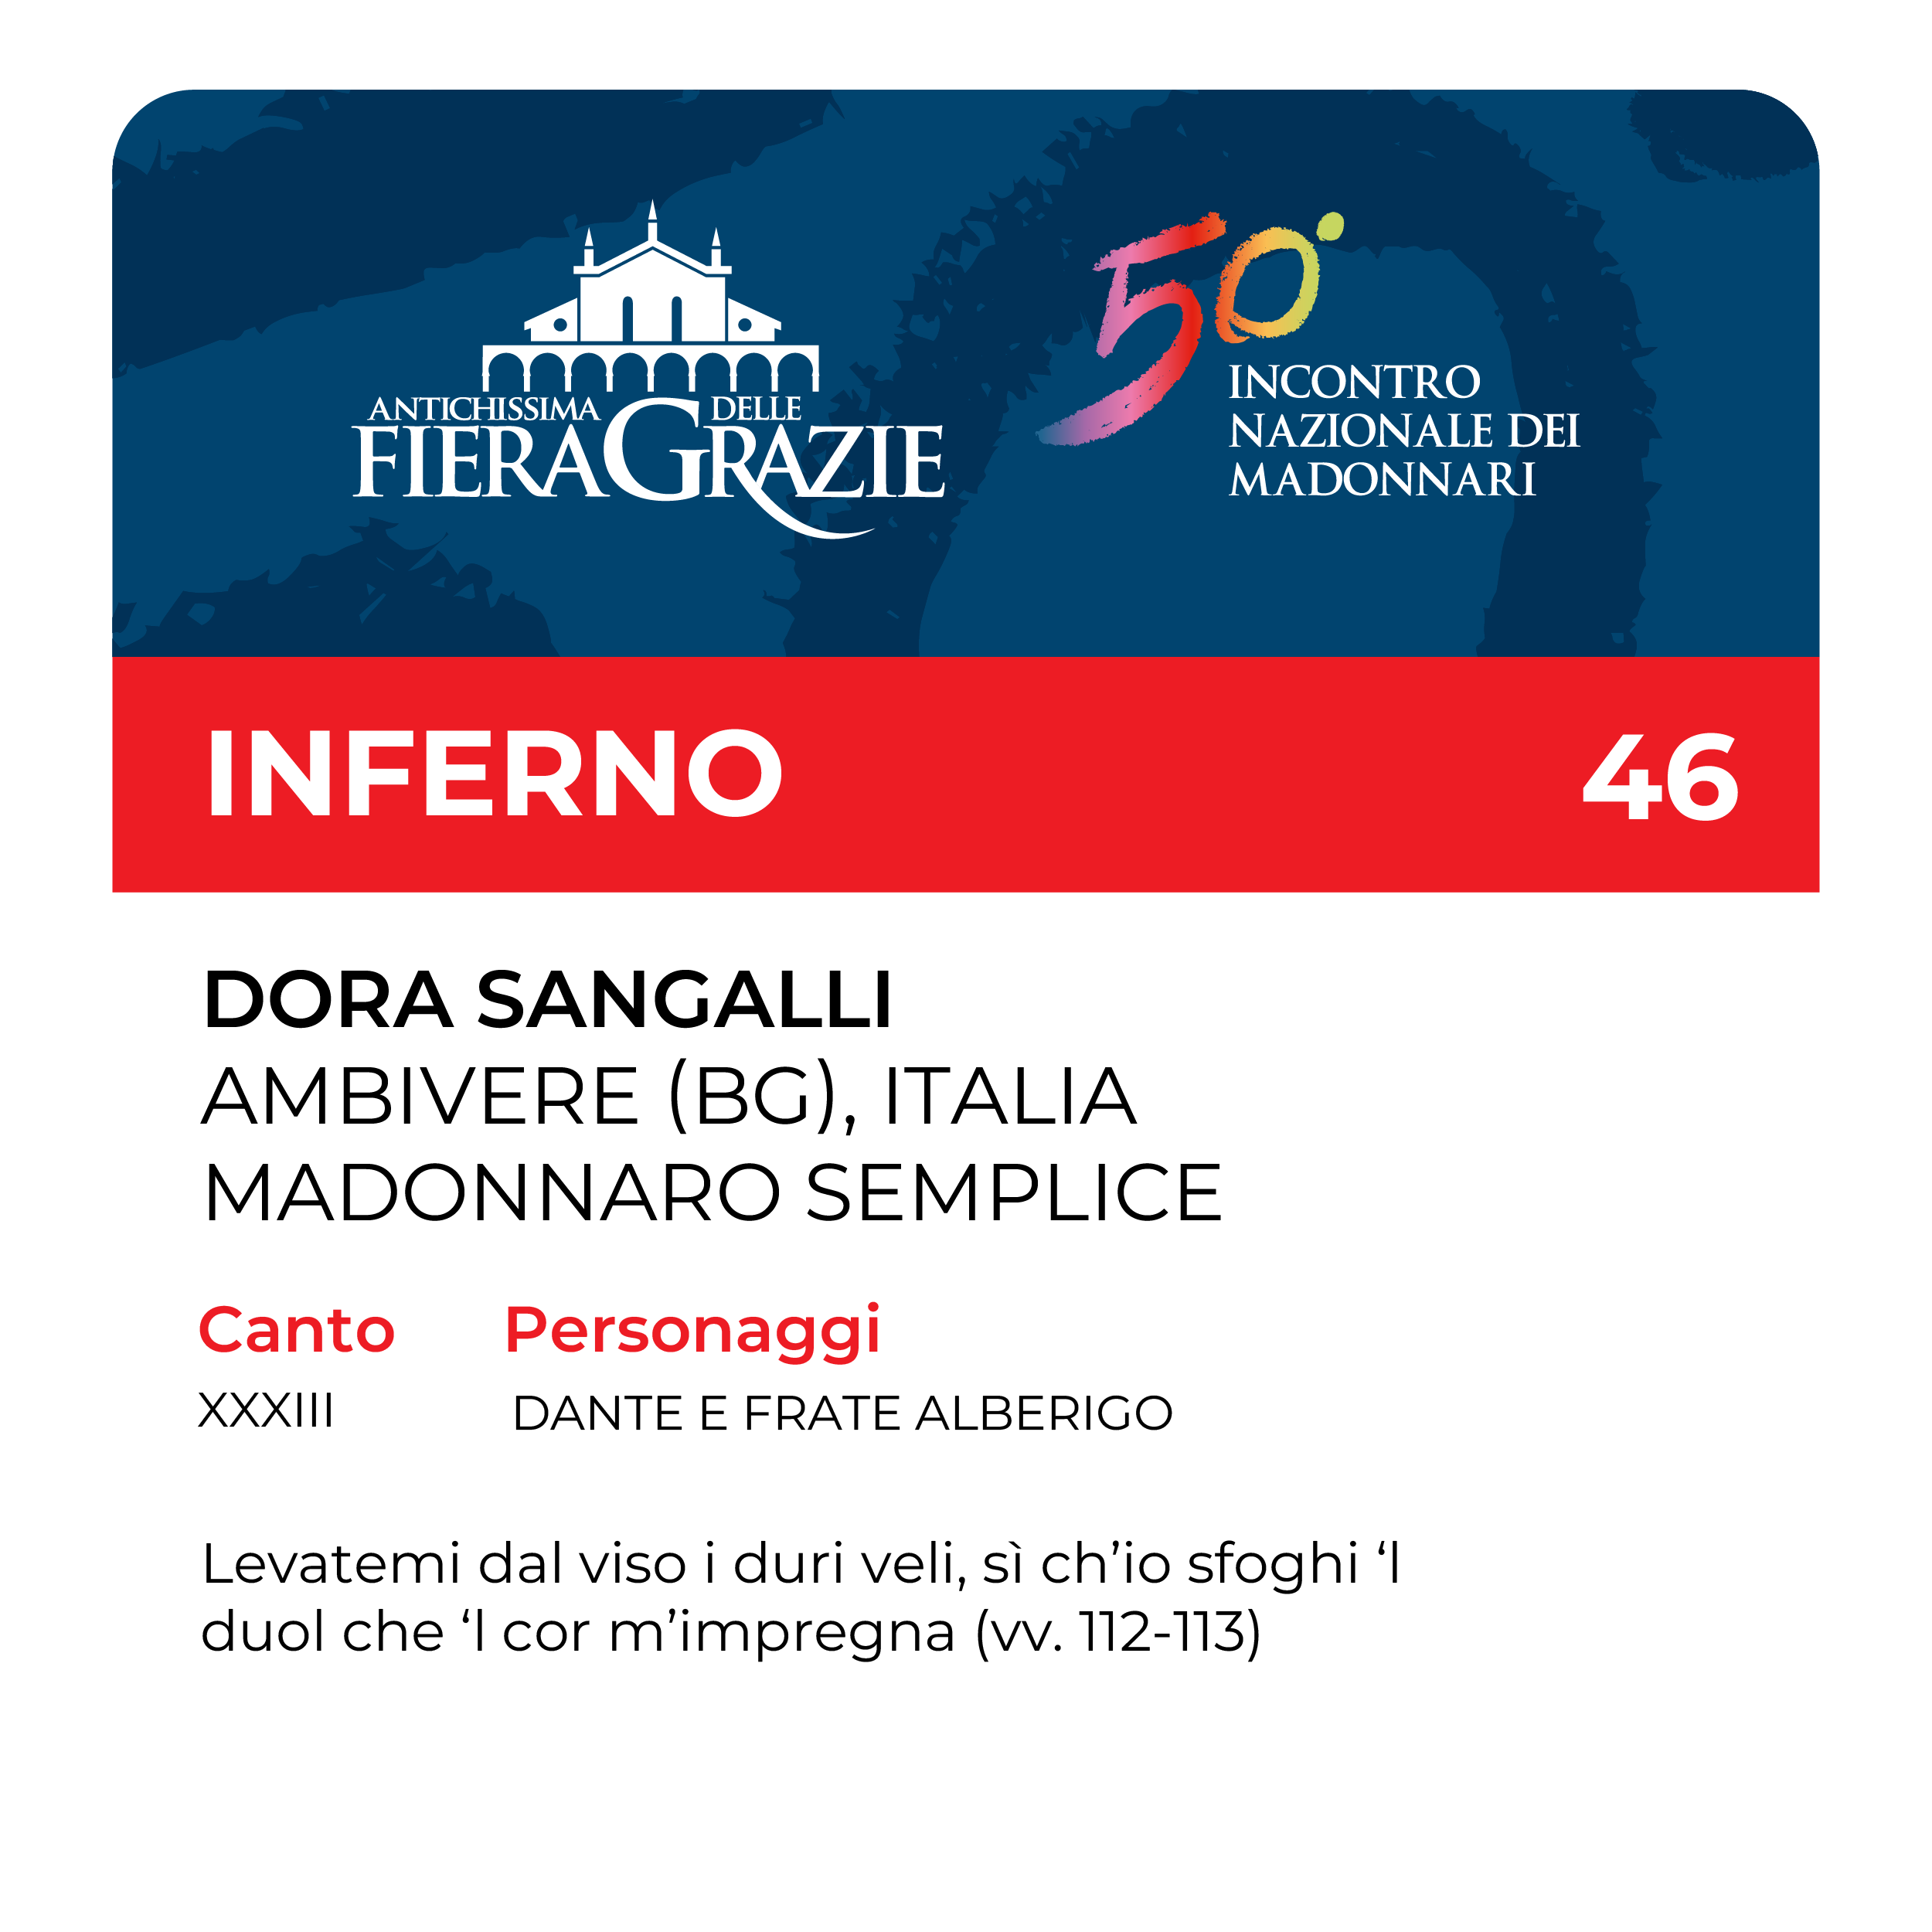 ANTICHISSIMA DELLE
FIERAGRAZIE
50°
INCONTRO
NAZIONALE DEI
MADONNARI
INFERNO 46
DORA SANGALLI
AMBIVERE (BG), ITALIA
MADONNARO SEMPLICE
Canto Personaggi
XXXIII DANTE E FRATE ALBERIGO
Levatemi dal viso i duri veli, sì ch'io sfoghi ‘l
duol che ‘l cor m’impregna (vv. 112-113)